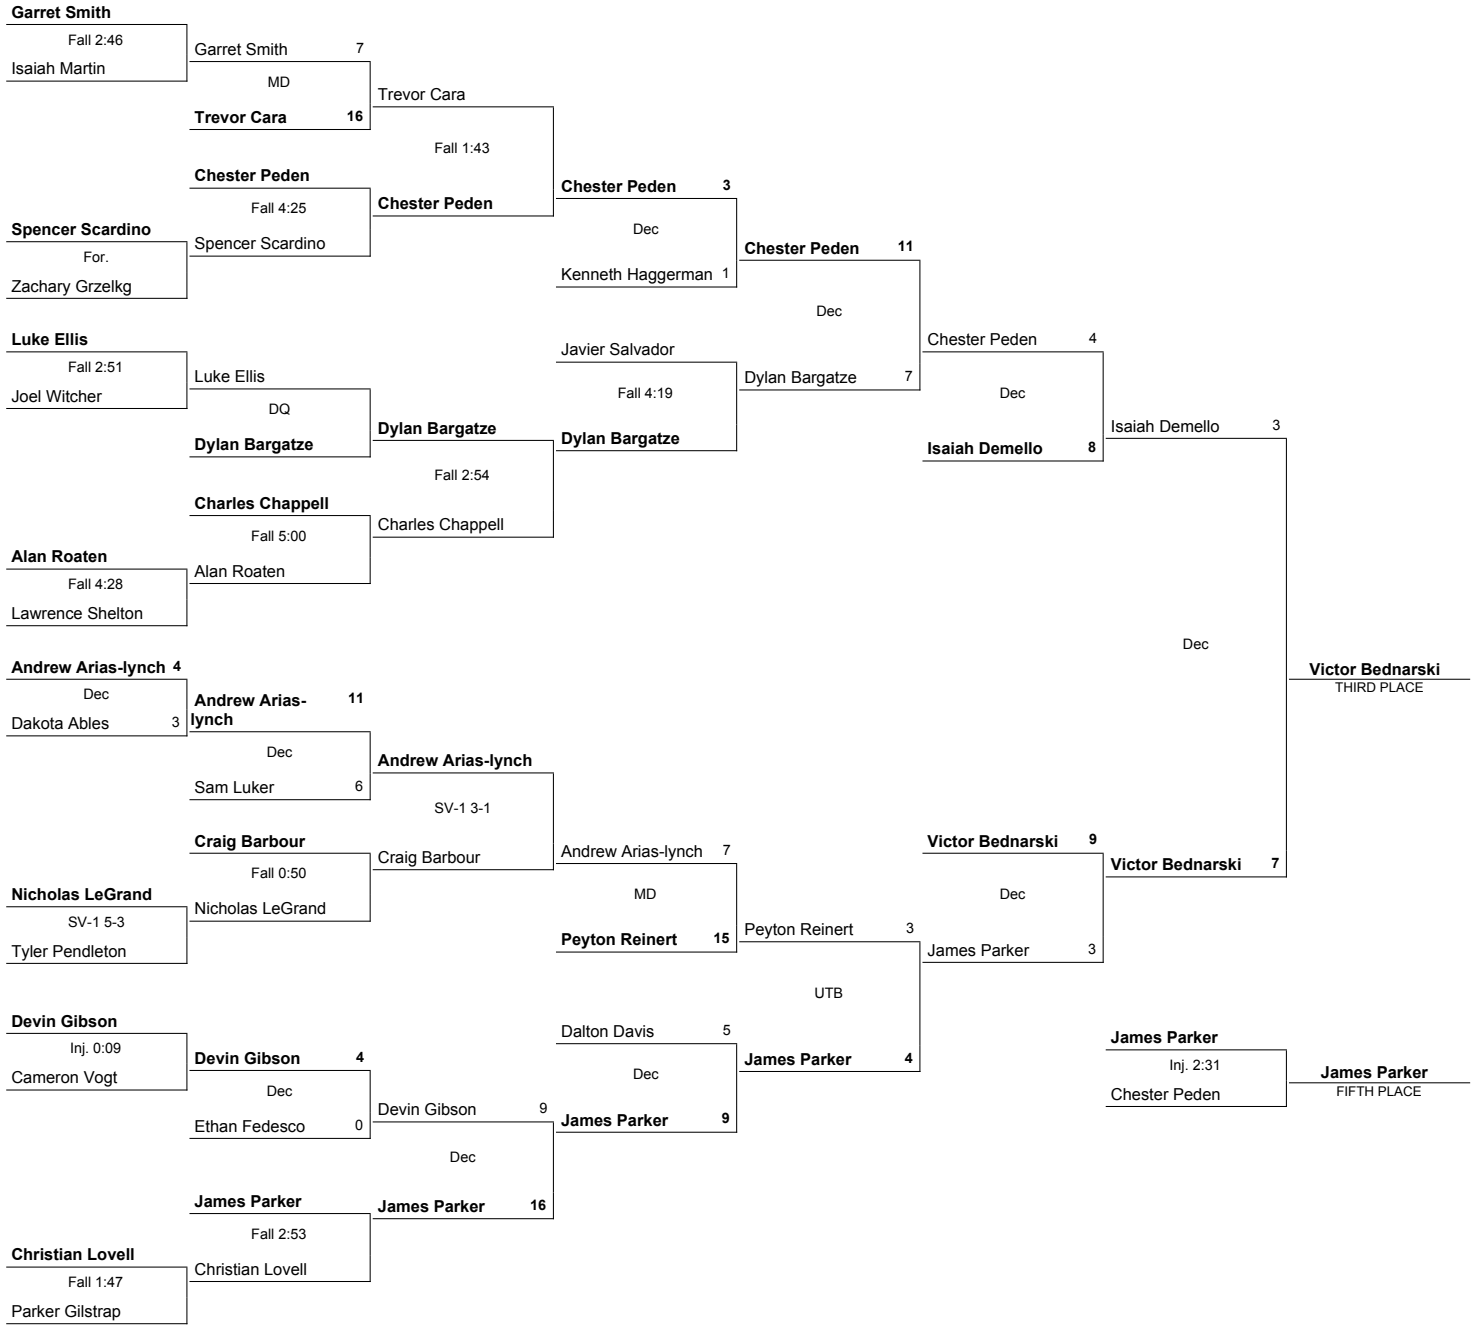 Garret Smith
Fall 2:46
Isaiah Martin
Spencer Scardino
For.
Zachary Grzelkg
Luke Ellis
Fall 2:51
Joel Witcher
Alan Roaten
Fall 4:28
Lawrence Shelton
Andrew Arias-lynch 4
Dec
Dakota Ables 3
Nicholas LeGrand
SV-1 5-3
Tyler Pendleton
Devin Gibson
Inj. 0:09
Cameron Vogt
Christian Lovell
Fall 1:47
Parker Gilstrap
Garret Smith 7
MD
Trevor Cara 16
Chester Peden
Fall 4:25
Spencer Scardino
Luke Ellis
DQ
Dylan Bargatze
Charles Chappell
Fall 5:00
Alan Roaten
Andrew Arias- 11
lynch
Dec
Sam Luker 6
Craig Barbour
Fall 0:50
Nicholas LeGrand
Devin Gibson 4
Dec
Ethan Fedesco 0
James Parker
Fall 2:53
Christian Lovell
Trevor Cara
Fall 1:43
Chester Peden
Dylan Bargatze
Fall 2:54
Charles Chappell
Andrew Arias-lynch
SV-1 3-1
Craig Barbour
Devin Gibson 9
Dec
James Parker 16
Chester Peden 3
Dec
Kenneth Haggerman 1
Javier Salvador
Fall 4:19
Dylan Bargatze
Andrew Arias-lynch 7
MD
Peyton Reinert 15
Dalton Davis 5
Dec
James Parker 9
Chester Peden 11
Dec
Dylan Bargatze 7
Peyton Reinert 3
UTB
James Parker 4
Chester Peden 4
Dec
Isaiah Demello 8
Victor Bednarski 9
Dec
James Parker 3
Isaiah Demello 3
Dec
Victor Bednarski 7
James Parker
Inj. 2:31
Chester Peden
Victor Bednarski
THIRD PLACE
James Parker
FIFTH PLACE